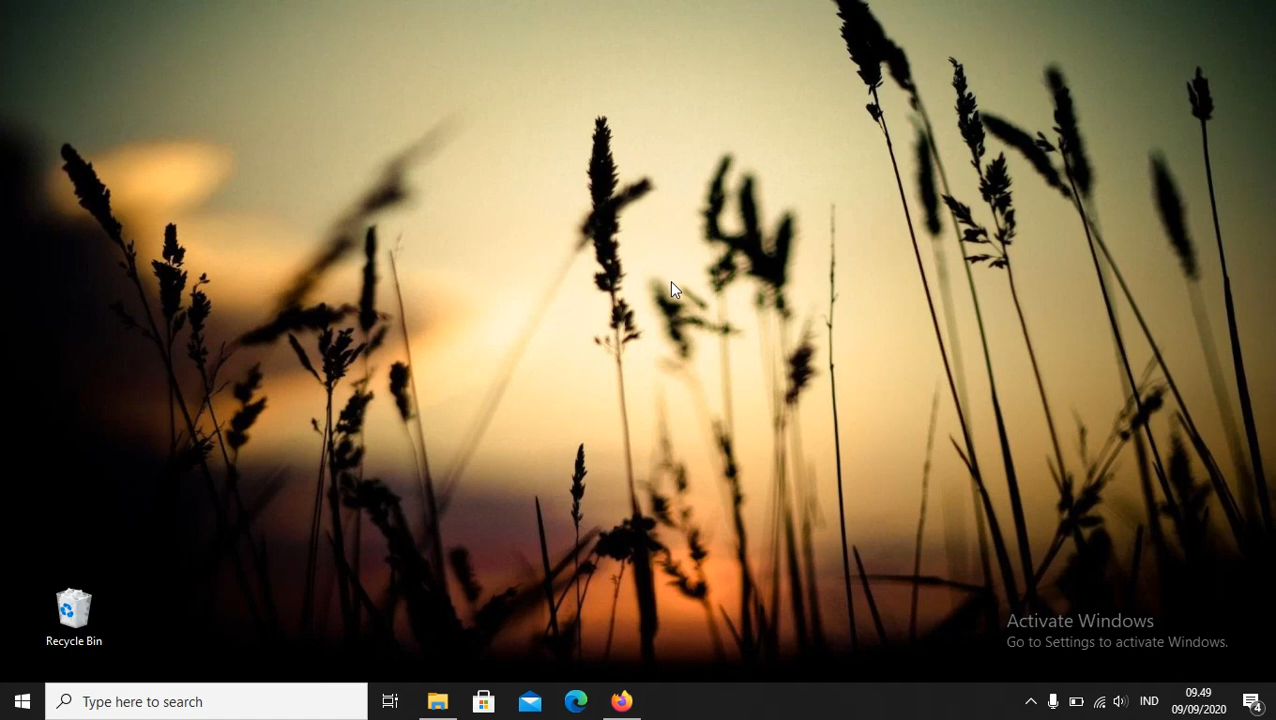 Recycle Bin
Activate Windows
Go to Settings to activate Windows.
Type here to search
IND
09.49
09/09/2020
4